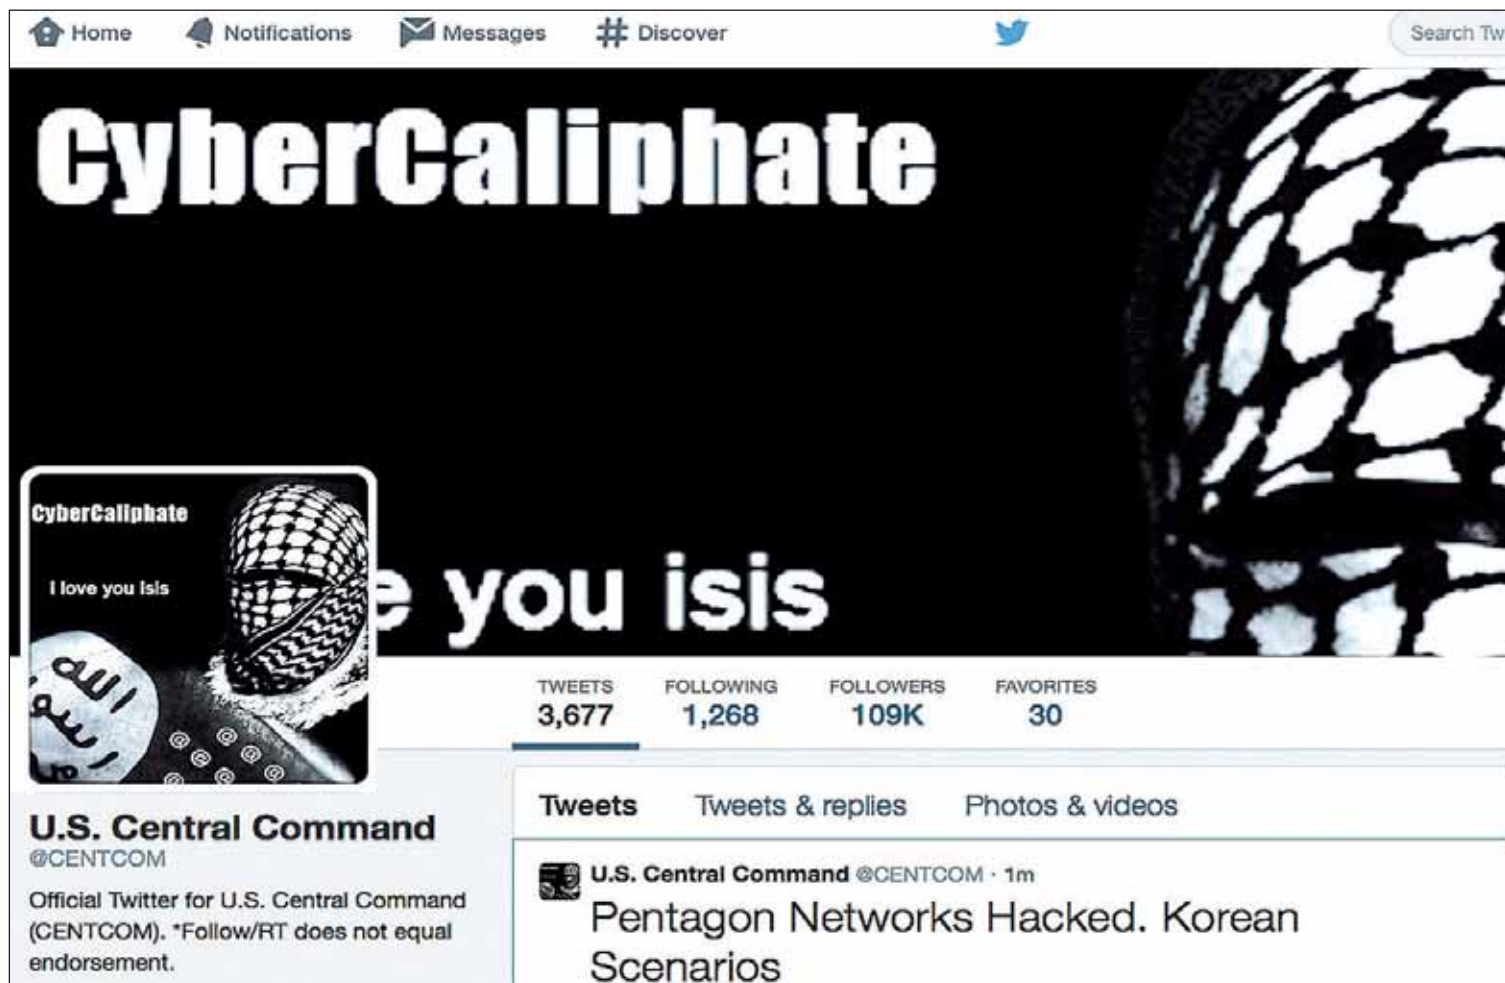 Home Notifications Messages Discover Search Tw
CyberCaliphate
CyberCaliphate
I love you isis
e you isis
الله
رسول
@ @ @ @ @ @ @
TWEETS FOLLOWING FOLLOWERS FAVORITES
3,677 1,268 109K 30
U.S. Central Command
@CENTCOM
Official Twitter for U.S. Central Command
(CENTCOM). *Follow/RT does not equal
endorsement.
Tweets Tweets & replies Photos & videos
U.S. Central Command @CENTCOM · 1m
Pentagon Networks Hacked. Korean
Scenarios